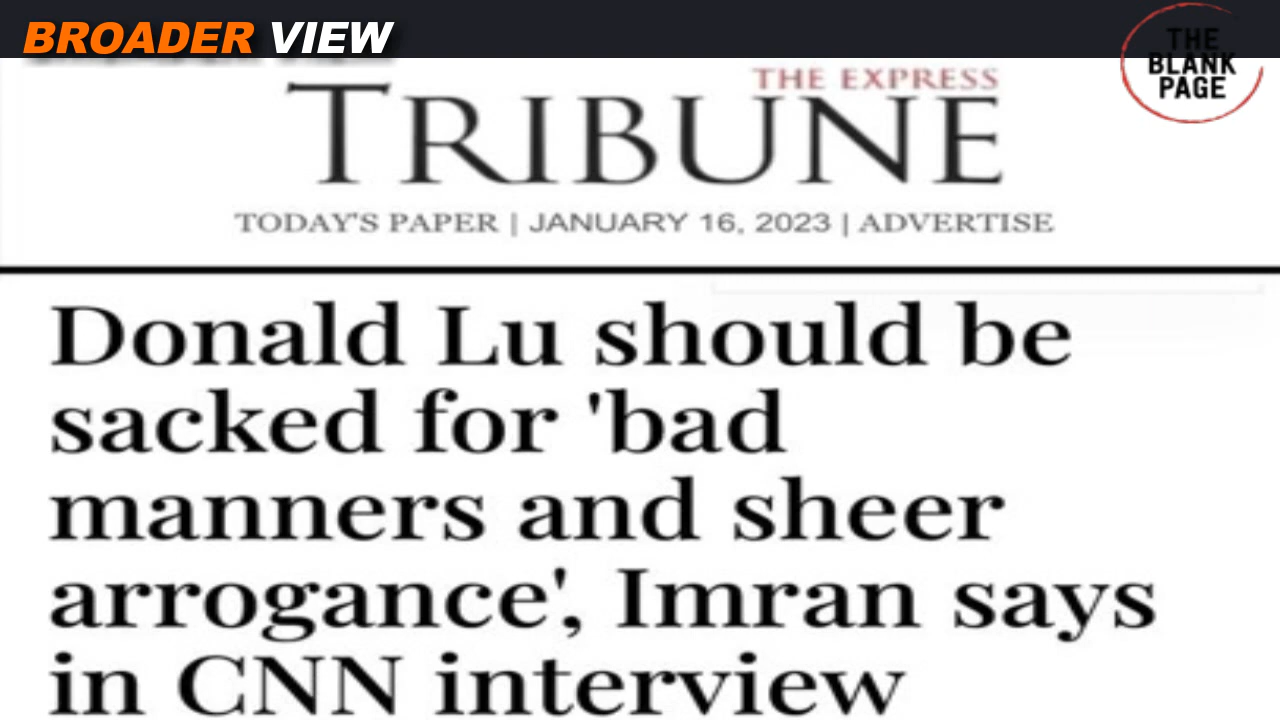 BROADER VIEW
THE
BLANK
PAGE
THE EXPRESS
TRIBUNE
TODAY'S PAPER | JANUARY 16, 2023 | ADVERTISE
Donald Lu should be
sacked for 'bad
manners and sheer
arrogance', Imran says
in CNN interview